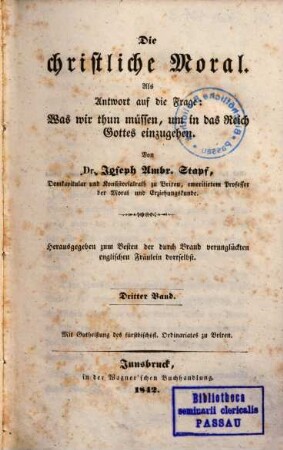 Die
christliche Moral.
Als
Antwort auf die Frage:
Was wir thun müssen, um in das Reich
Gottes einzugehen.
Von
Dr. Joseph Ambr. Stapf,
Domkapitular und Konsistorialrath zu Brixen, emeritirtem Professor
der Moral und Erziehungskunde.
Herausgegeben zum Besten der durch Brand verunglückten
englischen Fräulein dortselbst.
Dritter Band.
Mit Gutheißung des fürstbischöfl. Ordinariates zu Brixen.
Innsbruck,
in der Wagner'schen Buchhandlung.
1842.
Bibliotheca
seminarii clericalis
PASSAU